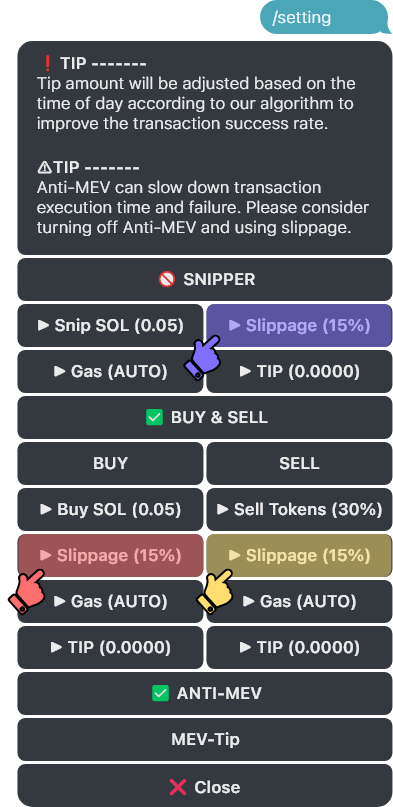 /setting
❗ TIP -------
Tip amount will be adjusted based on the
time of day according to our algorithm to
improve the transaction success rate.
⚠TIP -------
Anti-MEV can slow down transaction
execution time and failure. Please consider
turning off Anti-MEV and using slippage.
🚫 SNIPPER
▶ Snip SOL (0.05) ▶ Slippage (15%)
▶ Gas (AUTO) ▶ TIP (0.0000)
✅ BUY & SELL
BUY SELL
▶ Buy SOL (0.05) ▶ Sell Tokens (30%)
▶ Slippage (15%) ▶ Slippage (15%)
▶ Gas (AUTO) ▶ Gas (AUTO)
▶ TIP (0.0000) ▶ TIP (0.0000)
✅ ANTI-MEV
MEV-Tip
❌ Close